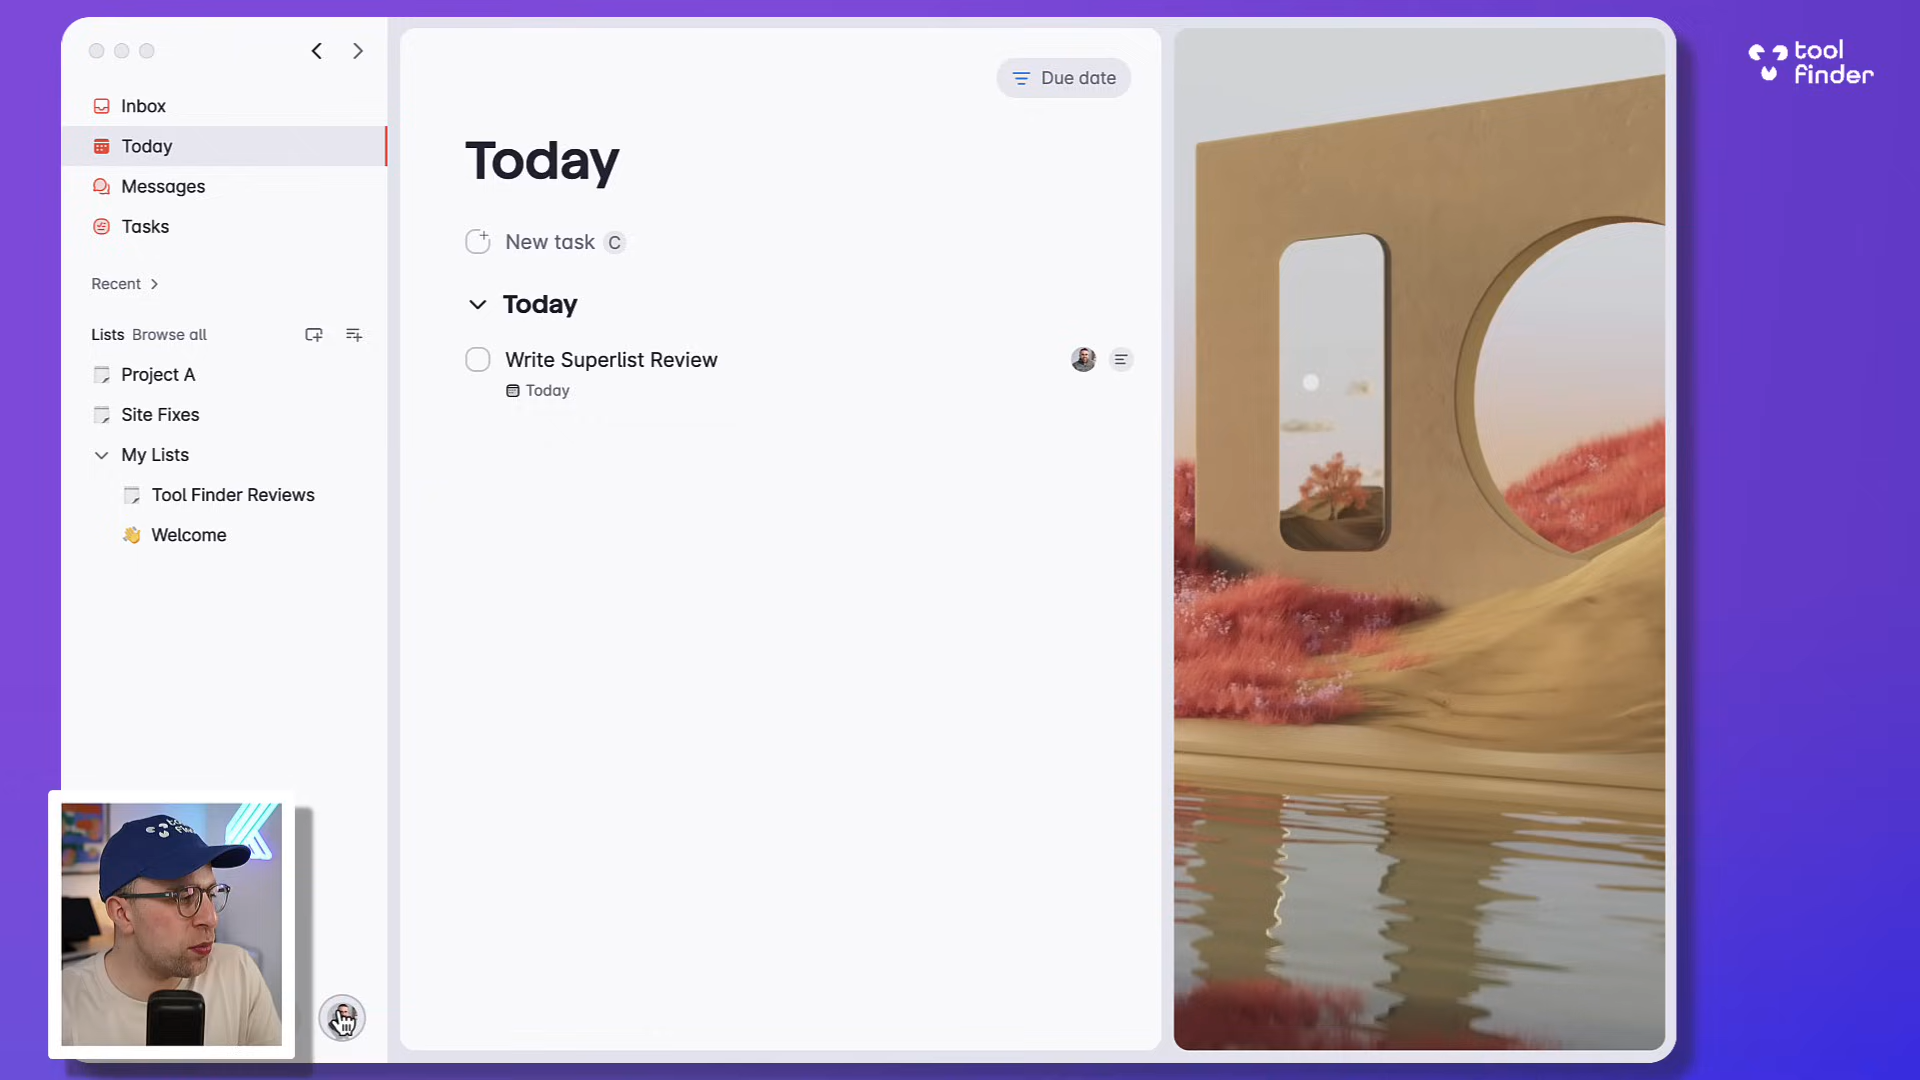 Inbox
Today
Messages
Tasks
Recent
Lists Browse all
Project A
Site Fixes
My Lists
Tool Finder Reviews
Welcome
Due date
Today
New task C
Today
Write Superlist Review
Today
tool
finder